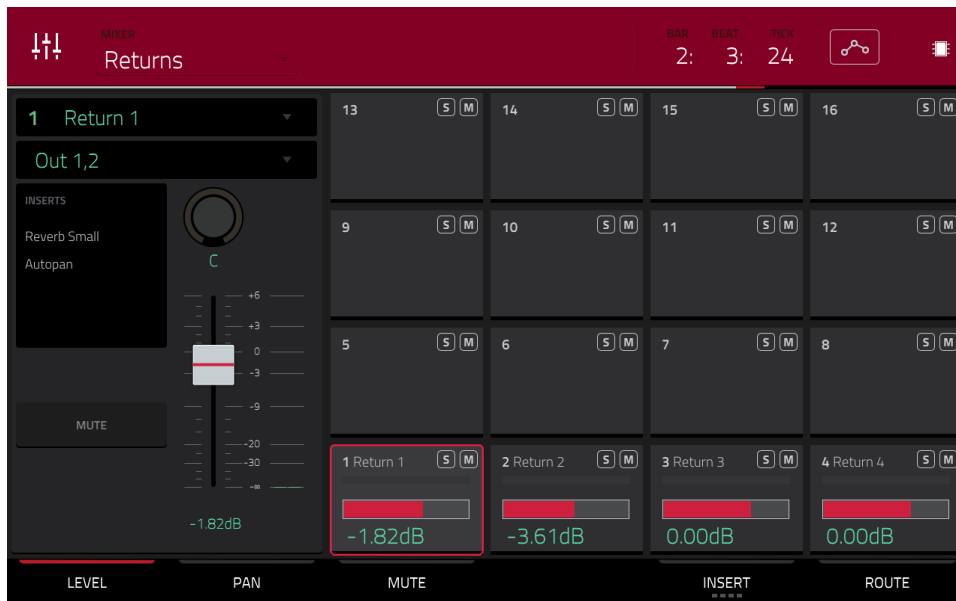 MIXER
Returns
BAR BEAT TICK
2: 3: 24
1 Return 1
Out 1,2
INSERTS
Reverb Small
Autopan
C
+6
+3
0
-3
-9
-20
-30
-∞
MUTE
-1.82dB
13 S M
14 S M
15 S M
16 S M
9 S M
10 S M
11 S M
12 S M
5 S M
6 S M
7 S M
8 S M
1 Return 1 S M
2 Return 2 S M
3 Return 3 S M
4 Return 4 S M
-1.82dB
-3.61dB
0.00dB
0.00dB
LEVEL PAN MUTE INSERT ROUTE